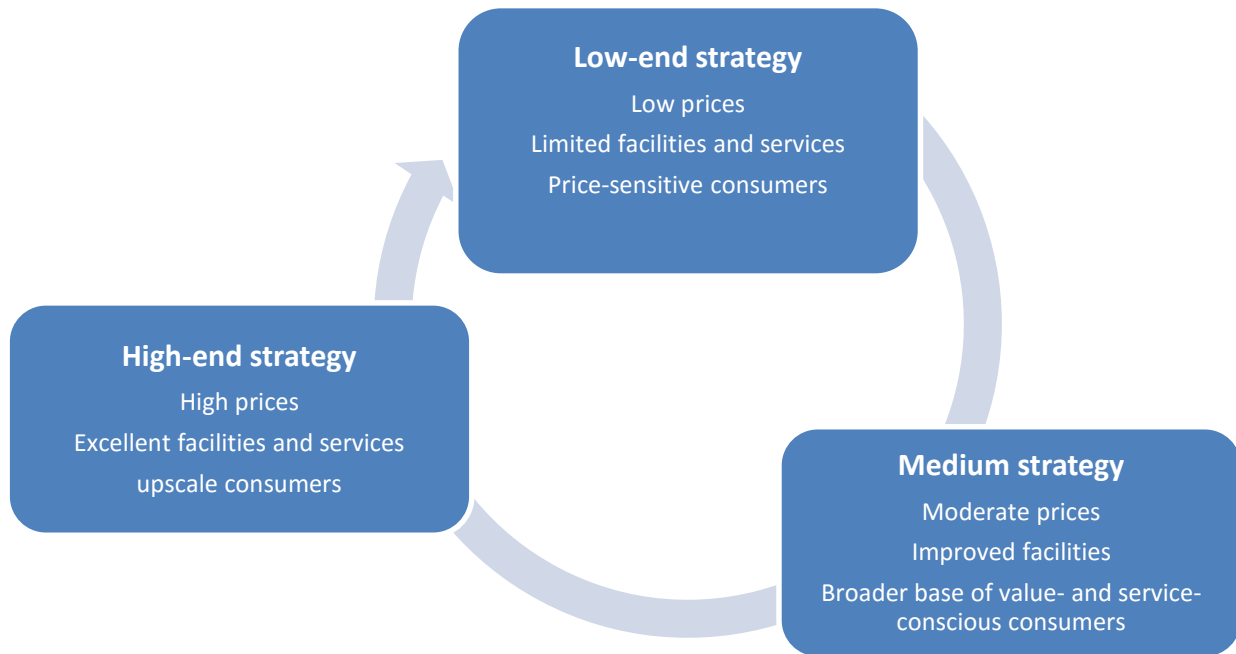 Low-end strategy
Low prices
Limited facilities and services
Price-sensitive consumers
High-end strategy
High prices
Excellent facilities and services
upscale consumers
Medium strategy
Moderate prices
Improved facilities
Broader base of value- and service-
conscious consumers